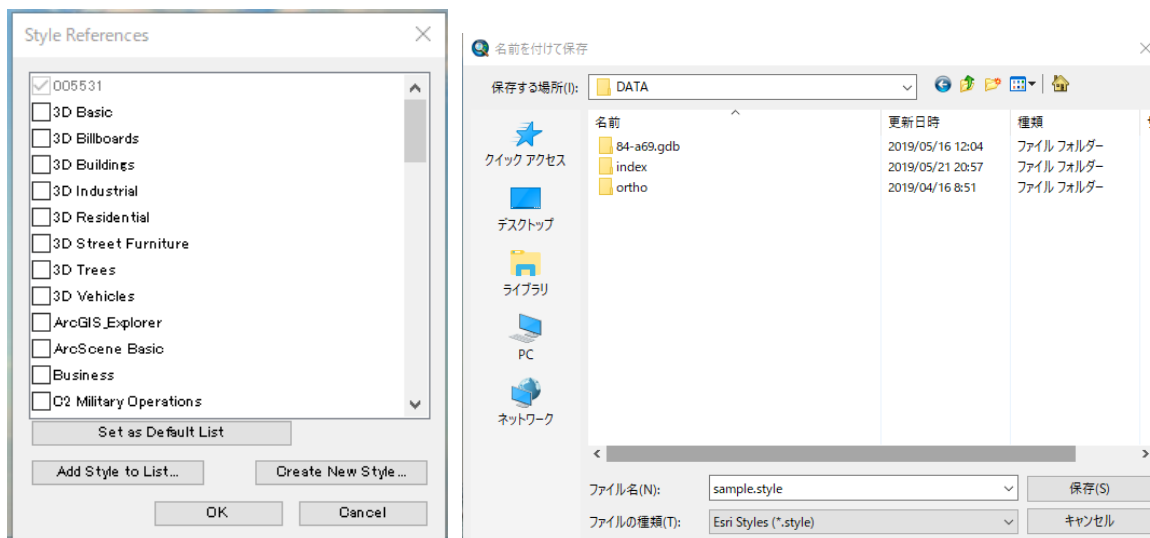 Style References
005531
3D Basic
3D Billboards
3D Buildings
3D Industrial
3D Residential
3D Street Furniture
3D Trees
3D Vehicles
ArcGIS_Explorer
ArcScene Basic
Business
C2 Military Operations
Set as Default List
Add Style to List...
Create New Style...
OK
Cancel
名前を付けて保存
保存する場所(I):
DATA
クイック アクセス
デスクトップ
ライブラリ
PC
ネットワーク
名前 更新日時 種類
84-a69.gdb 2019/05/16 12:04 ファイル フォルダー
index 2019/05/21 20:57 ファイル フォルダー
ortho 2019/04/16 8:51 ファイル フォルダー
ファイル名(N): sample.style 保存(S)
ファイルの種類(T): Esri Styles (*.style) キャンセル